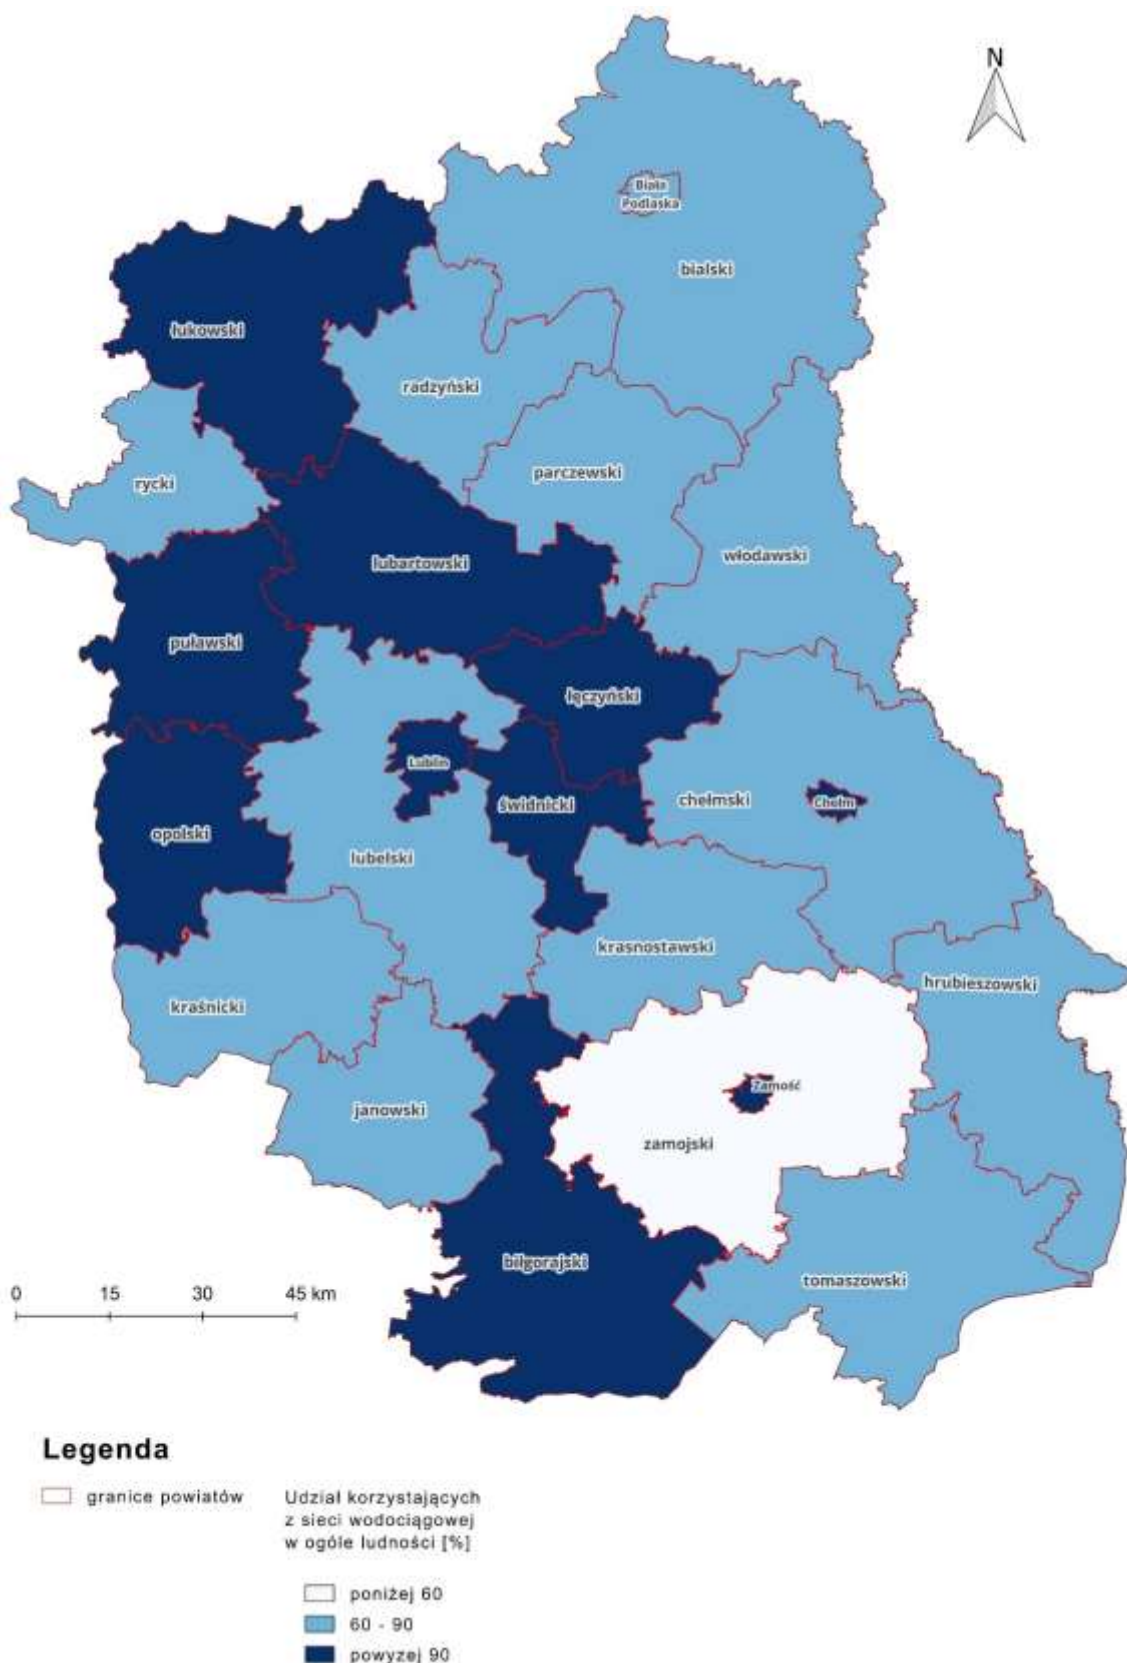 N
Biała
Podlaska
bialski
łukowski
radzyński
parczewski
rycki
włodawski
lubartowski
puławski
łęczyński
Lublin
świdnicki
chełmski
Chełm
opolski
lubelski
krasnostawski
hrubieszowski
kraśnicki
Zamość
janowski
zamojski
biłgorajski
tomaszowski
0 15 30 45 km
Legenda
granice powiatów
Udział korzystających
z sieci wodociągowej
w ogóle ludności [%]
poniżej 60
60 - 90
powyzej 90